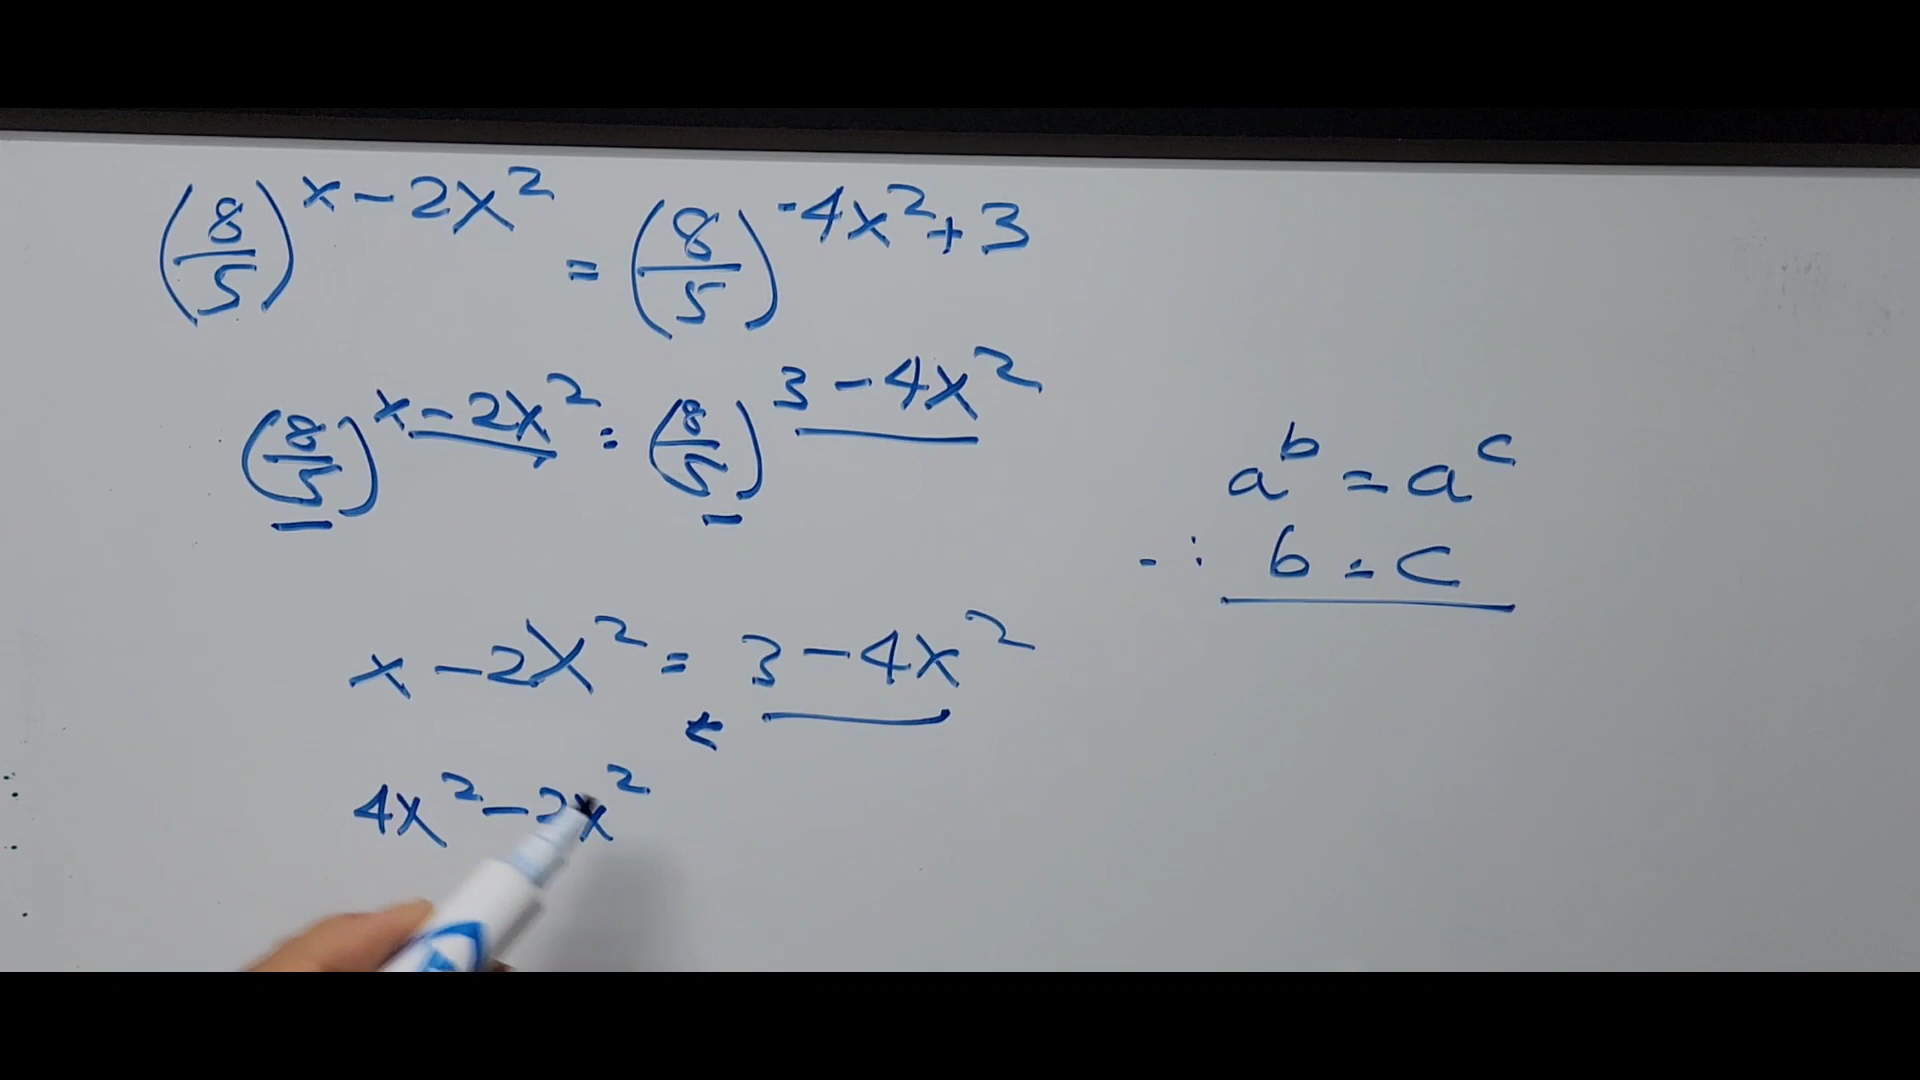 (8/5)^(x-2x²) = (8/5)^(-4x²+3)
(8/5)^(x-2x²) = (8/5)^(3-4x²)
a^b = a^c
∴ b = c
x - 2x² = 3 - 4x²
4x² - 2x²